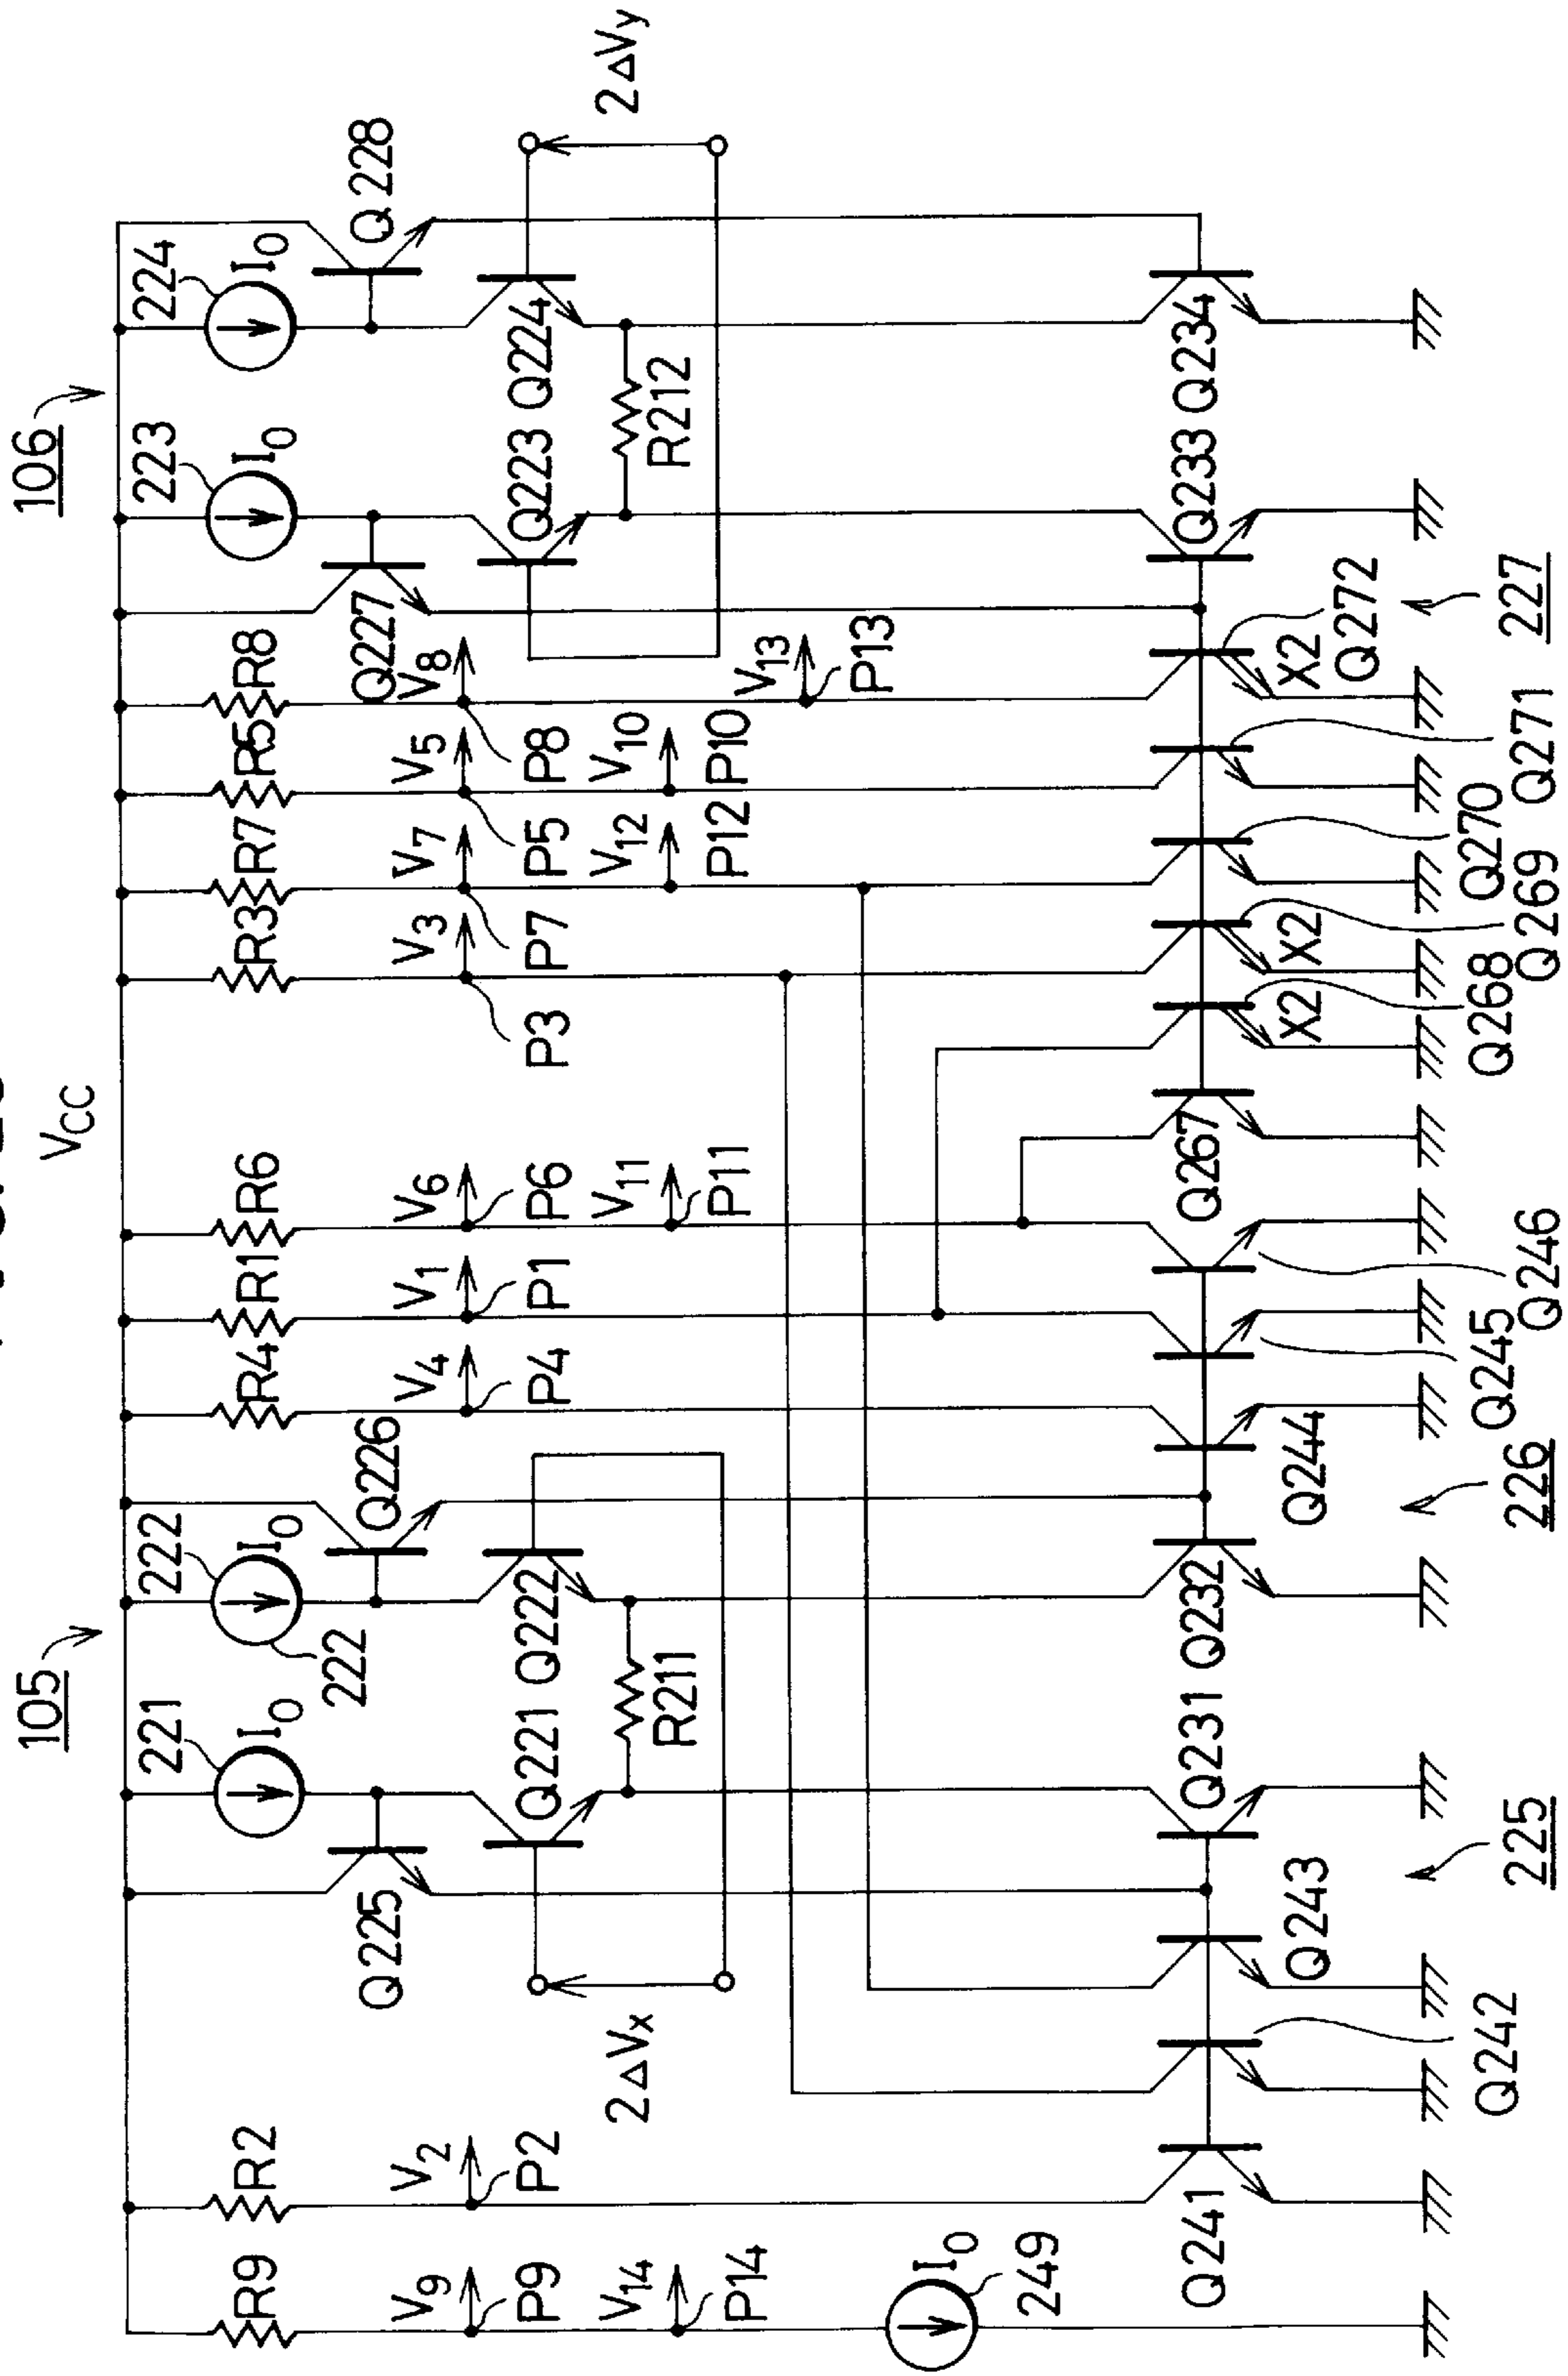 105
106
VCC
221
222
223
224
R9
R2
I0
I0
R4
R1
R6
R3
R7
R5
R8
I0
I0
222
Q225
Q226
Q227
Q228
V9
V2
V4
V1
V6
V3
V7
V5
V8
P9
P2
Q221
Q222
P4
P1
P6
P3
P7
P5
P8
Q223
Q224
2ΔVx
2ΔVy
V14
R211
V11
V12
V10
R212
P14
P11
P12
P10
V13
P13
I0
249
Q241
Q231
Q232
Q267
Q233
Q234
Q243
Q244
X2
X2
X2
Q272
Q242
225
226
Q245
Q246
Q268
Q269
Q270
Q271
227